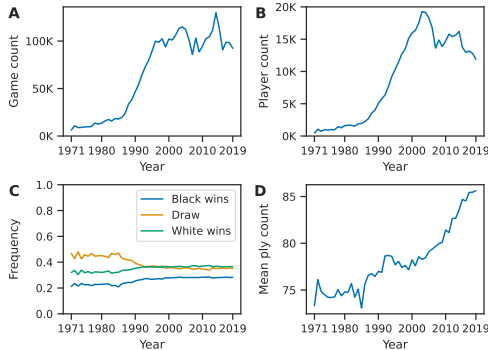 A
Game count
100K
50K
0K
1971 1980 1990 2000 2010 2019
Year
B
Player count
20K
15K
10K
5K
0K
1971 1980 1990 2000 2010 2019
Year
C
Frequency
1.0
0.8
0.6
0.4
0.2
0.0
Black wins
Draw
White wins
1971 1980 1990 2000 2010 2019
Year
D
Mean ply count
85
80
75
1971 1980 1990 2000 2010 2019
Year